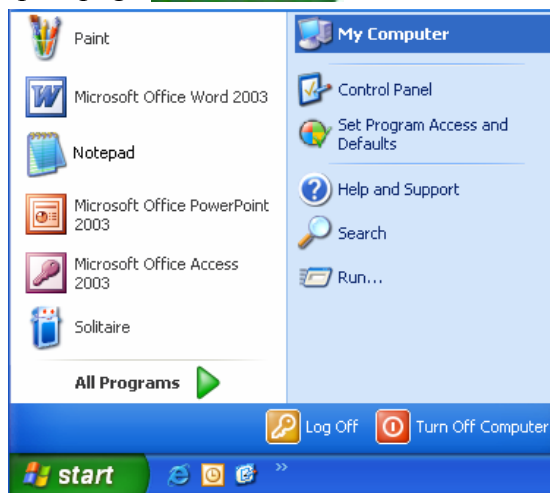 Paint
Microsoft Office Word 2003
Notepad
Microsoft Office PowerPoint
2003
Microsoft Office Access
2003
Solitaire
All Programs
My Computer
Control Panel
Set Program Access and
Defaults
Help and Support
Search
Run...
Log Off
Turn Off Computer
start
»